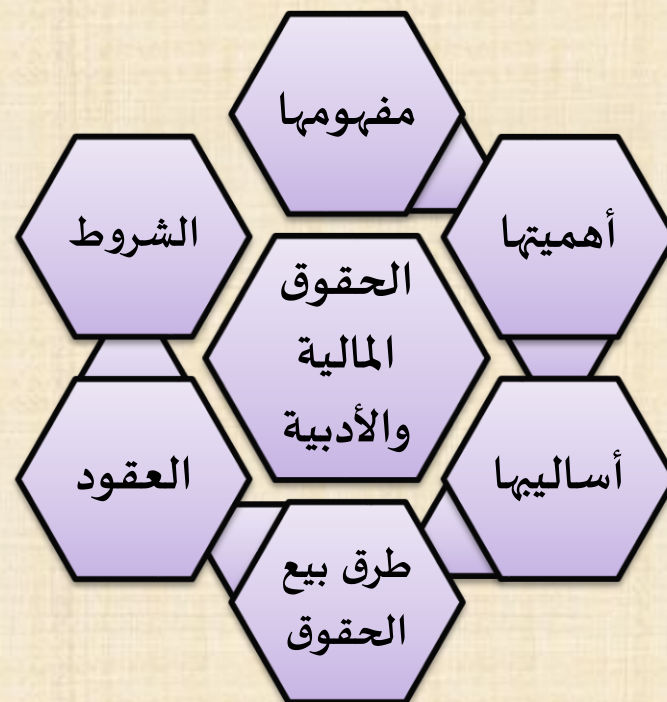 مفهومها
أهميتها
أساليبها
طرق بيع
الحقوق
العقود
الشروط
الحقوق
المالية
والأدبية